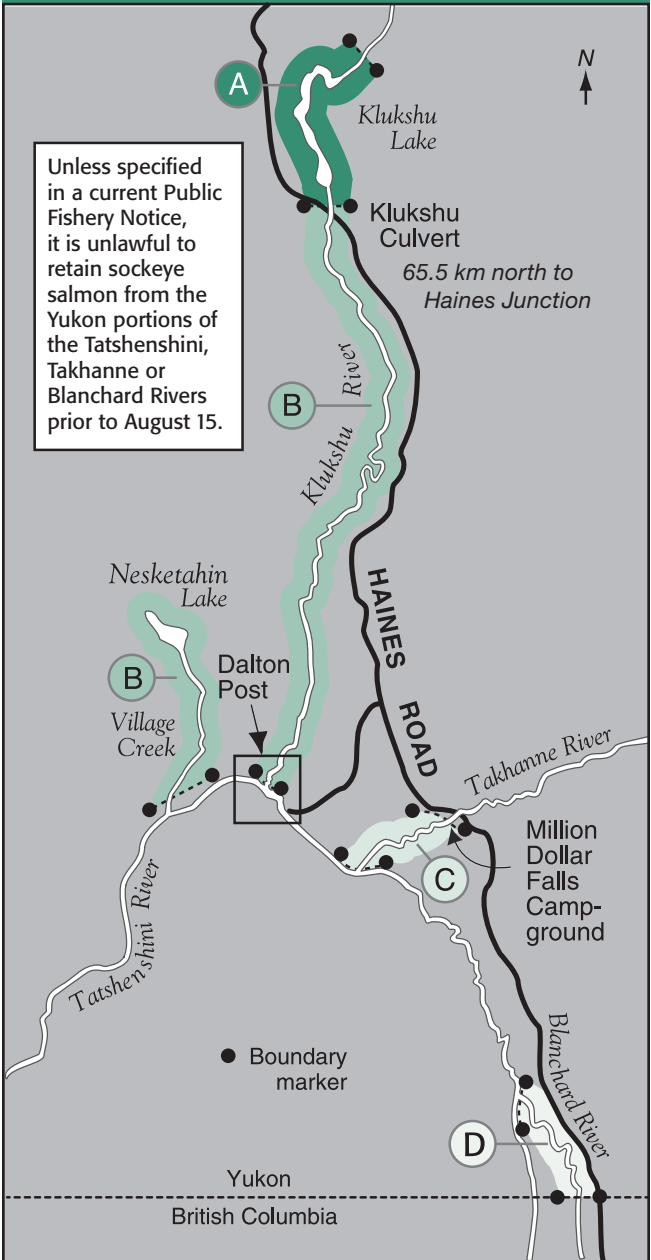 N
A
Klukshu
Lake
Unless specified
in a current Public
Fishery Notice,
it is unlawful to
retain sockeye
salmon from the
Yukon portions of
the Tatshenshini,
Takhanne or
Blanchard Rivers
prior to August 15.
Klukshu
Culvert
65.5 km north to
Haines Junction
B
Klukshu River
Nesketahin
Lake
B
Village
Creek
Dalton
Post
HAINES ROAD
Takhanne River
Million
Dollar
Falls
Camp-
ground
C
Tatshenshini River
Boundary
marker
Blanchard River
D
Yukon
British Columbia